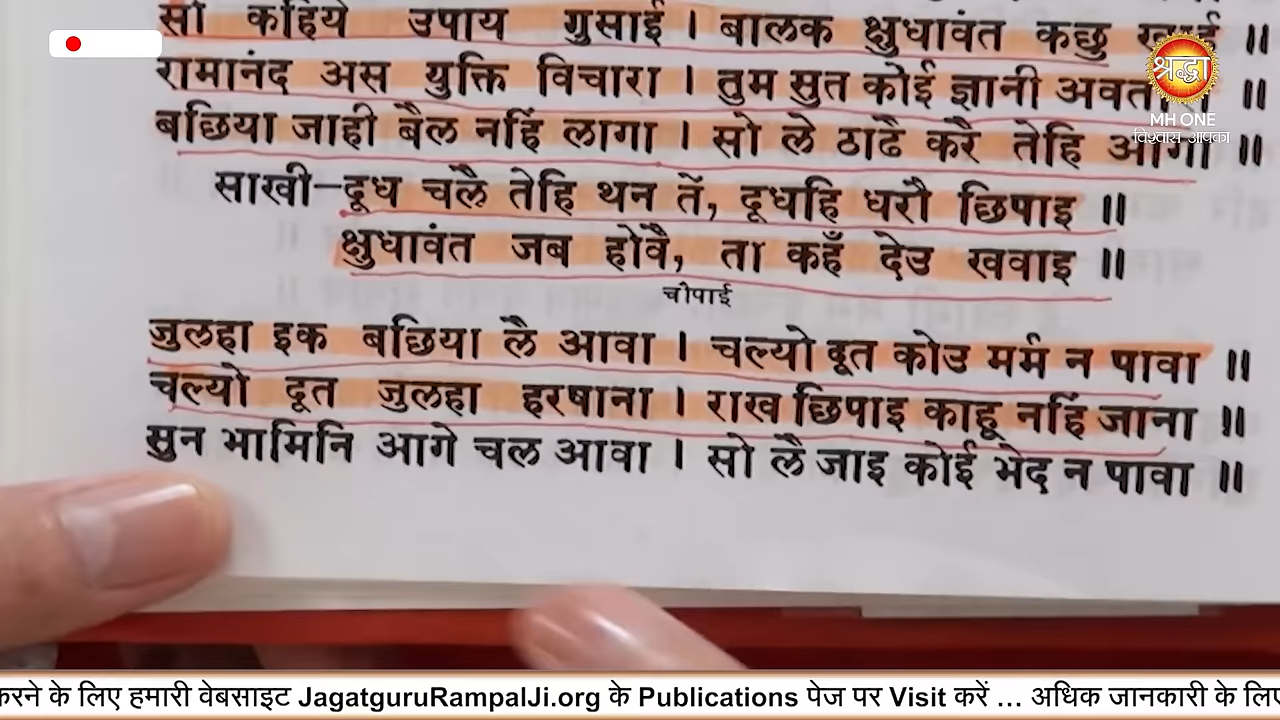 सो कहिये उपाय गुसाई । बालक क्षुधावंत कछु ॥
रामानंद अस युक्ति विचारा । तुम सुत कोई ज्ञानी ॥
बछिया जाही बैल नहिं लागा । सो ले ठाढै करै तेहि आगा ॥
साखी-दूध चलै तेहि थन तें, दूधहि धरौ छिपाइ ॥
क्षुधावंत जब होवै, ता कहँ देउ खवाइ ॥
चौपाई
जुलहा इक बछिया लै आवा । चल्यो दूत कोउ मर्म न पावा ॥
चल्यो दूत जुलहा हरषाना । राख छिपाइ काहू नहिं जाना ॥
सुन भामिनि आगे चल आवा । सो लै जाइ कोई भेद न पावा ॥
श्रद्धा
MH ONE
विश्वास आपका
करने के लिए हमारी वेबसाइट JagatguruRampalJi.org के Publications पेज पर Visit करें ... अधिक जानकारी के लिए